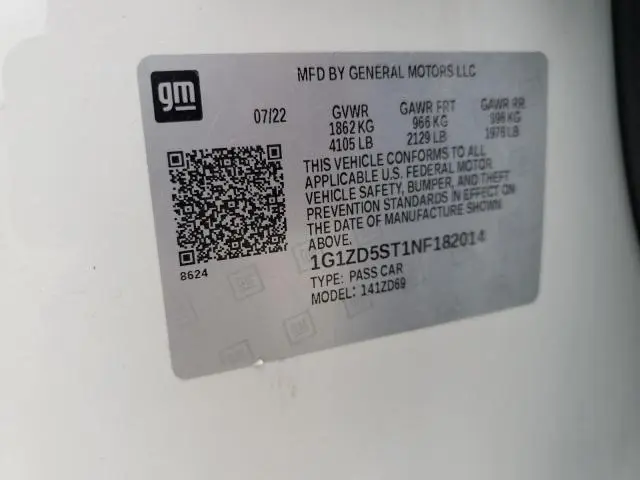 gm
MFD BY GENERAL MOTORS LLC
07/22 GVWR GAWR FRT GAWR RR
1862 KG 966 KG 896 KG
4105 LB 2129 LB 1976 LB
THIS VEHICLE CONFORMS TO ALL
APPLICABLE U.S. FEDERAL MOTOR
VEHICLE SAFETY, BUMPER, AND THEFT
PREVENTION STANDARDS IN EFFECT ON
THE DATE OF MANUFACTURE SHOWN
ABOVE.
1G1ZD5ST1NF182014
TYPE: PASS CAR
MODEL: 141ZD69
8624